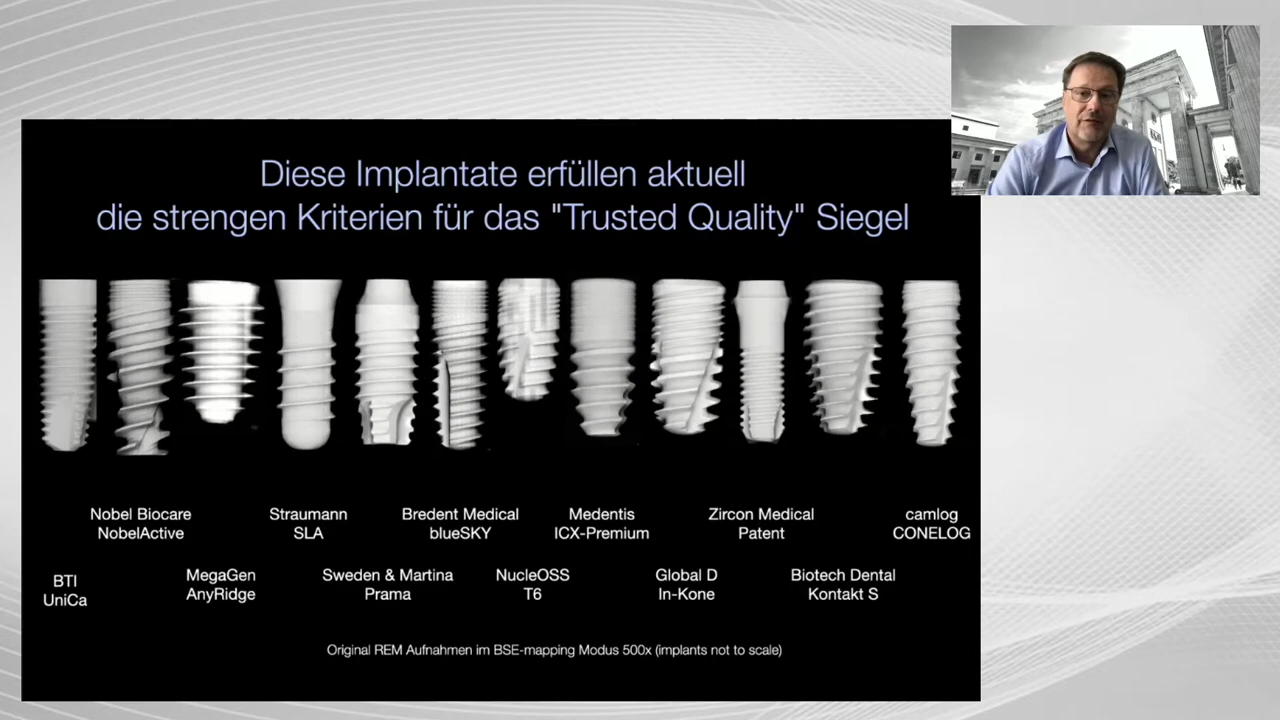 Diese Implantate erfüllen aktuell
die strengen Kriterien für das "Trusted Quality" Siegel
Nobel Biocare
NobelActive
Straumann
SLA
Bredent Medical
blueSKY
Medentis
ICX-Premium
Zircon Medical
Patent
camlog
CONELOG
BTI
UniCa
MegaGen
AnyRidge
Sweden & Martina
Prama
NucleOSS
T6
Global D
In-Kone
Biotech Dental
Kontakt S
Original REM Aufnahmen im BSE-mapping Modus 500x (implants not to scale)